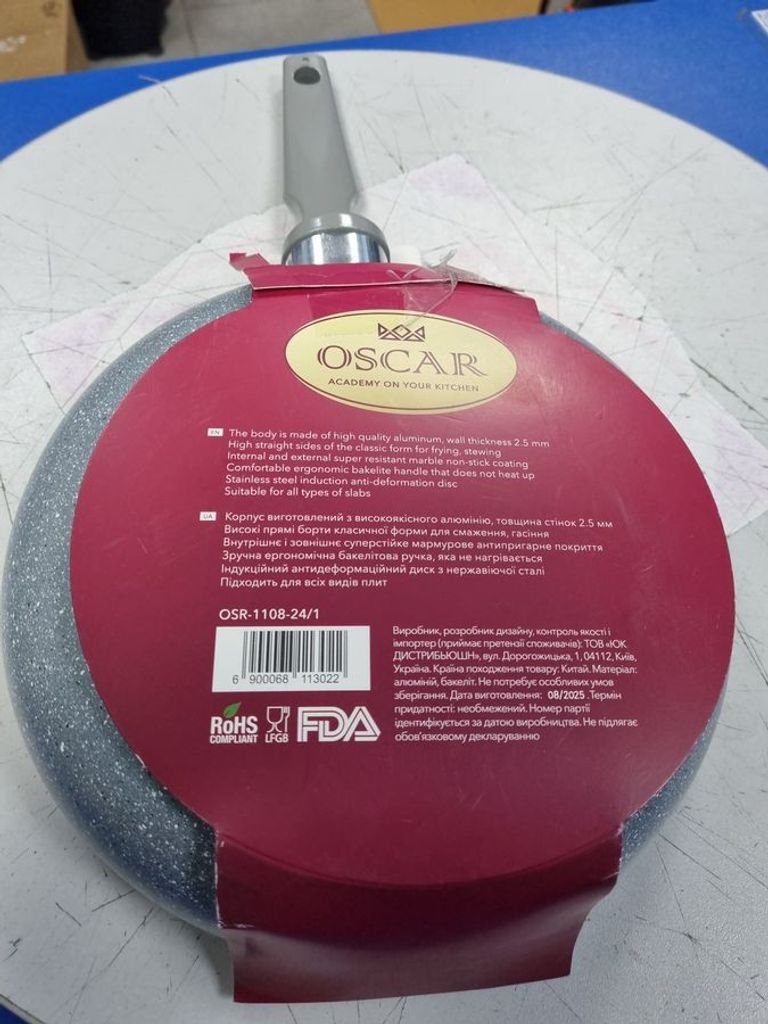 OSCAR
ACADEMY ON YOUR KITCHEN
EN
The body is made of high quality aluminum, wall thickness 2.5 mm
High straight sides of the classic form for frying, stewing
Internal and external super resistant marble non-stick coating
Comfortable ergonomic bakelite handle that does not heat up
Stainless steel induction anti-deformation disc
Suitable for all types of slabs
UA
Корпус виготовлений з високоякісного алюмінію, товщина стінок 2.5 мм
Високі прямі борти класичної форми для смаження, гасіння
Внутрішнє і зовнішнє суперстійке мармурове антипригарне покриття
Зручна ергономічна бакелітова ручка, яка не нагрівається
Індукційний антидеформаційний диск з нержавіючої сталі
Підходить для всіх видів плит
OSR-1108-24/1
6 900068 113022
RoHS
COMPLIANT
LFGB
FDA
Виробник, розробник дизайну, контроль якості і
імпортер (приймає претензії споживачів): ТОВ «ЮК
ДИСТРИБЬЮШН», вул. Дорогожицька, 1, 04112, Київ,
Україна. Країна походження товару: Китай. Матеріал:
алюміній, бакеліт. Не потребує особливих умов
зберігання. Дата виготовлення: 08/2025 .Термін
придатності: необмежений. Номер партії
ідентифікується за датою виробництва. Не підлягає
обов'язковому декларуванню